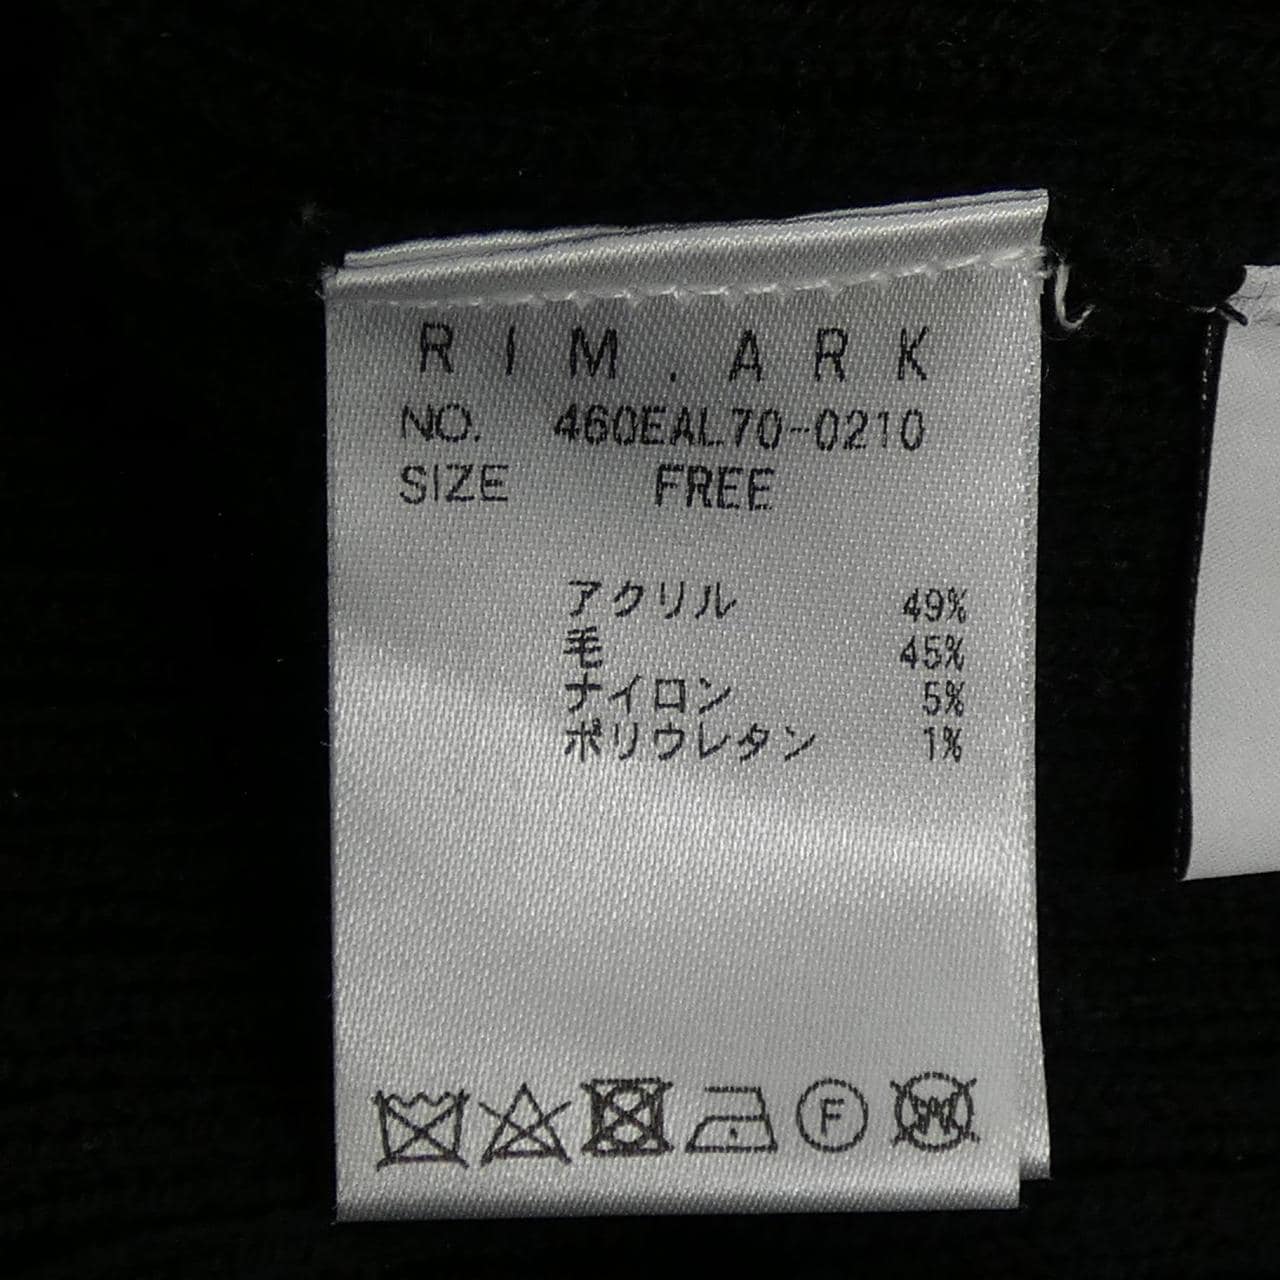 RIM.ARK
NO. 460EAL70-0210
SIZE FREE
アクリル 49%
毛 45%
ナイロン 5%
ポリウレタン 1%
F
W